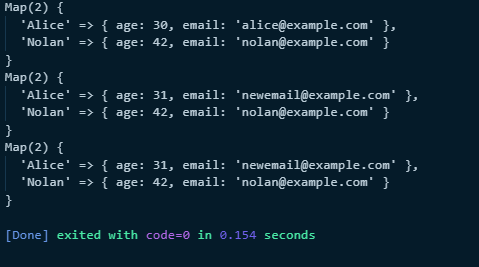 Map(2) {
  'Alice' => { age: 30, email: 'alice@example.com' },
  'Nolan' => { age: 42, email: 'nolan@example.com' }
}
Map(2) {
  'Alice' => { age: 31, email: 'newemail@example.com' },
  'Nolan' => { age: 42, email: 'nolan@example.com' }
}
Map(2) {
  'Alice' => { age: 31, email: 'newemail@example.com' },
  'Nolan' => { age: 42, email: 'nolan@example.com' }
}
[Done] exited with code=0 in 0.154 seconds